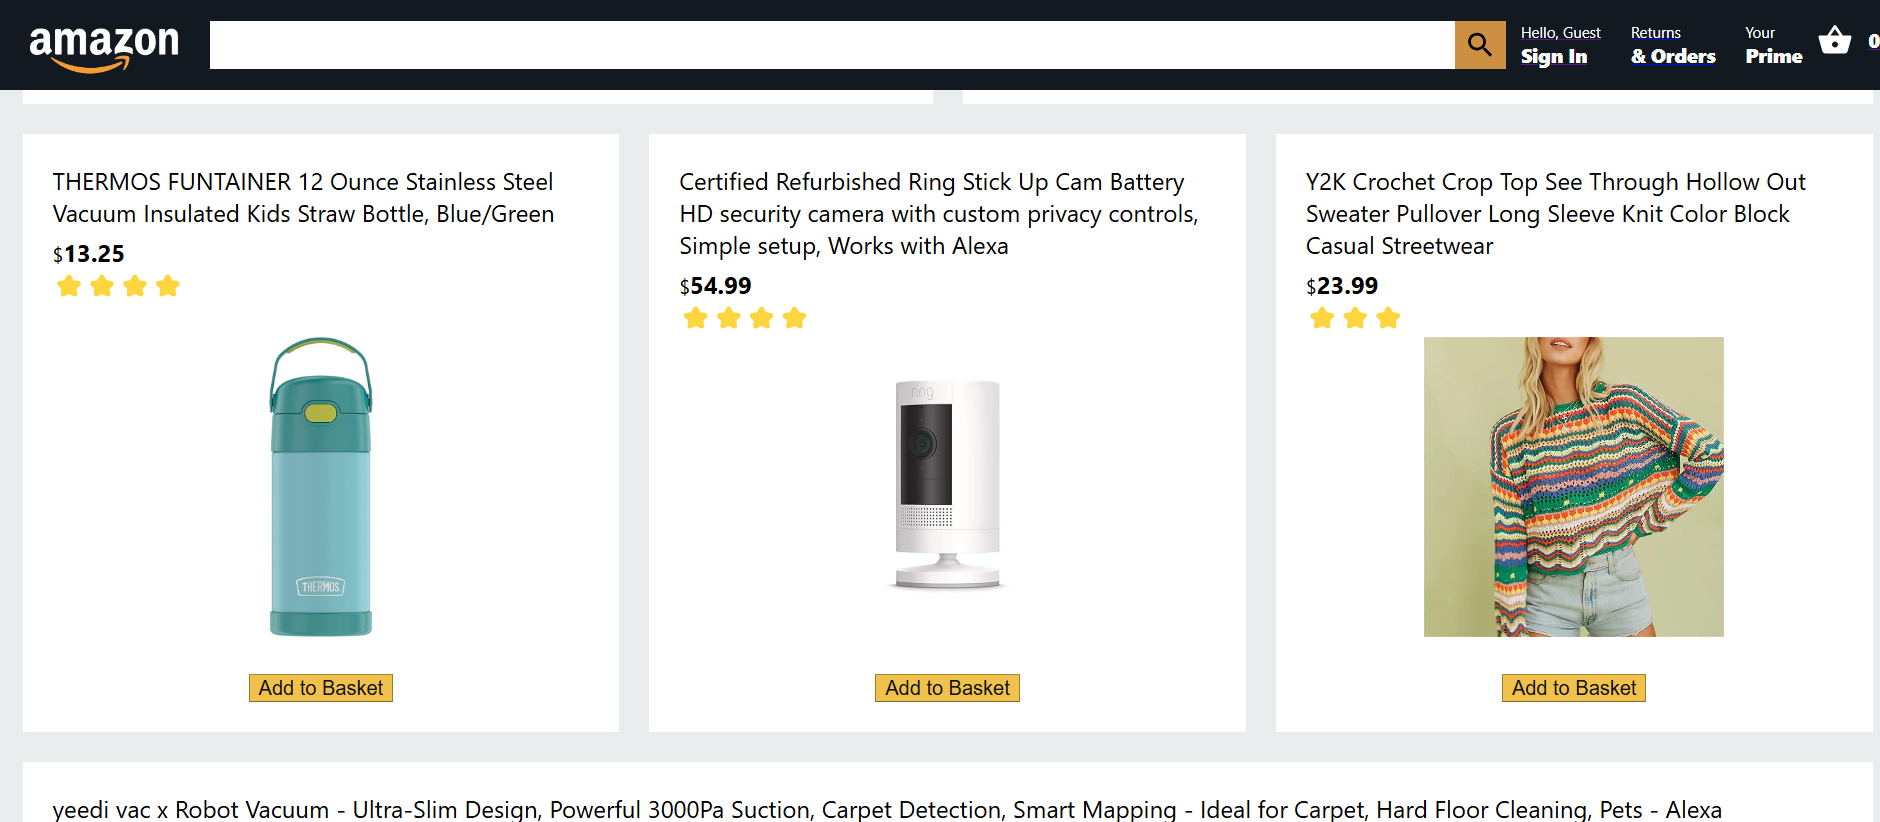 amazon
Hello, Guest
Sign In
Returns
& Orders
Your
Prime
0
THERMOS FUNTAINER 12 Ounce Stainless Steel
Vacuum Insulated Kids Straw Bottle, Blue/Green
$13.25
THERMOS
Add to Basket
Certified Refurbished Ring Stick Up Cam Battery
HD security camera with custom privacy controls,
Simple setup, Works with Alexa
$54.99
ring
Add to Basket
Y2K Crochet Crop Top See Through Hollow Out
Sweater Pullover Long Sleeve Knit Color Block
Casual Streetwear
$23.99
Add to Basket
yeedi vac x Robot Vacuum - Ultra-Slim Design, Powerful 3000Pa Suction, Carpet Detection, Smart Mapping - Ideal for Carpet, Hard Floor Cleaning, Pets - Alexa